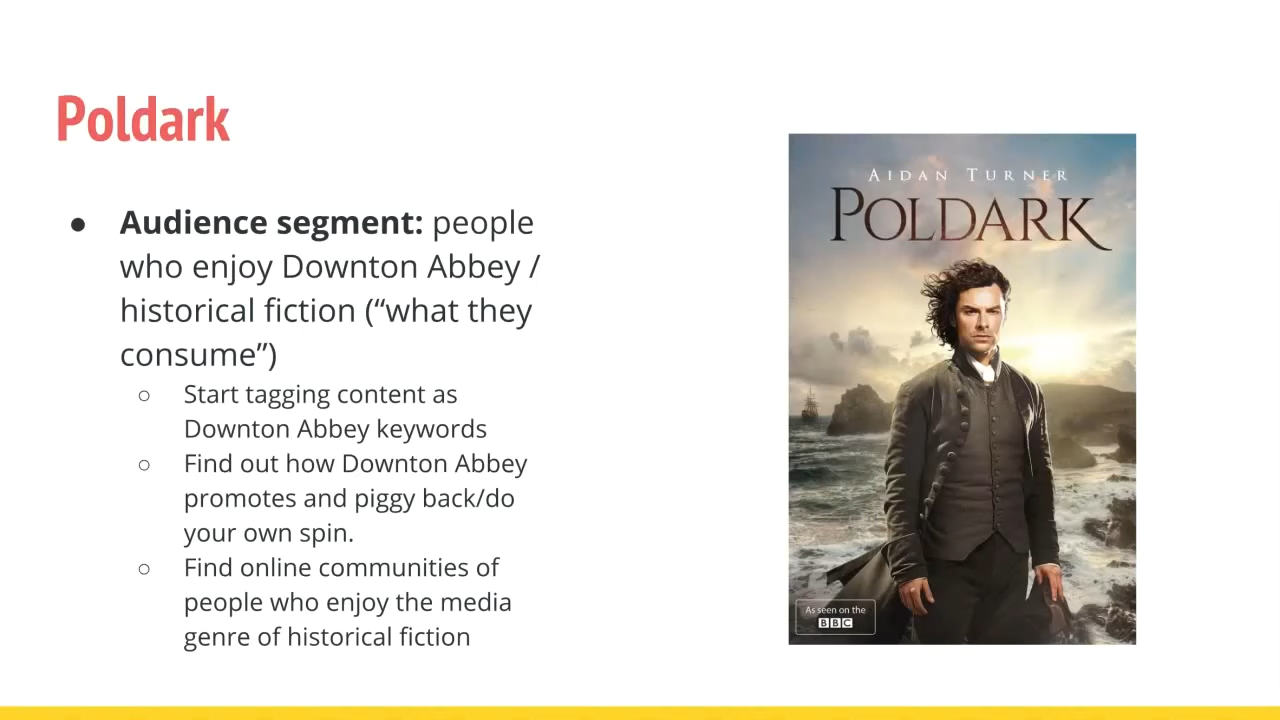 Poldark
● Audience segment: people
who enjoy Downton Abbey /
historical fiction (“what they
consume”)
○ Start tagging content as
Downton Abbey keywords
○ Find out how Downton Abbey
promotes and piggy back/do
your own spin.
○ Find online communities of
people who enjoy the media
genre of historical fiction
AIDAN TURNER
POLDARK
As seen on the
BBC